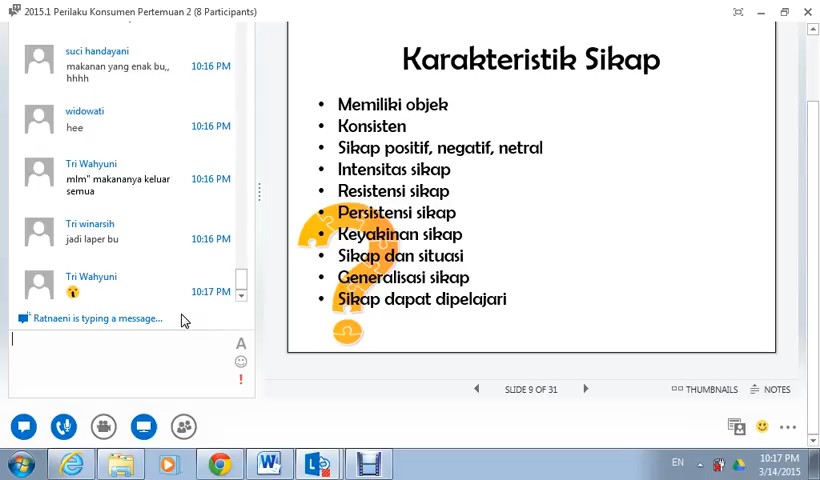 2015.1 Perilaku Konsumen Pertemuan 2 (8 Participants)
suci handayani
makanan yang enak bu,,
hhhh
10:16 PM
widowati
hee
10:16 PM
Tri Wahyuni
mlm" makananya keluar
semua
10:16 PM
Tri winarsih
jadi laper bu
10:16 PM
Tri Wahyuni
10:17 PM
Ratnaeni is typing a message...
A
!
Karakteristik Sikap
• Memiliki objek
• Konsisten
• Sikap positif, negatif, netral
• Intensitas sikap
• Resistensi sikap
• Persistensi sikap
• Keyakinan sikap
• Sikap dan situasi
• Generalisasi sikap
• Sikap dapat dipelajari
SLIDE 9 OF 31
THUMBNAILS
NOTES
EN
10:17 PM
3/14/2015